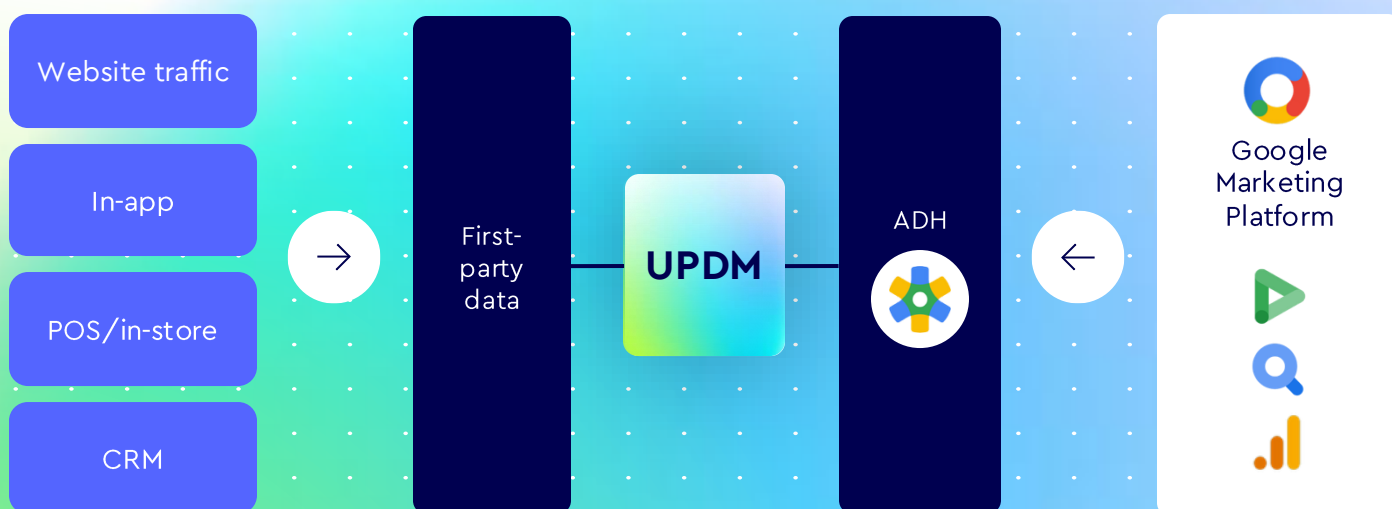 Website traffic
In-app
POS/in-store
CRM
First-
party
data
UPDM
ADH
Google
Marketing
Platform